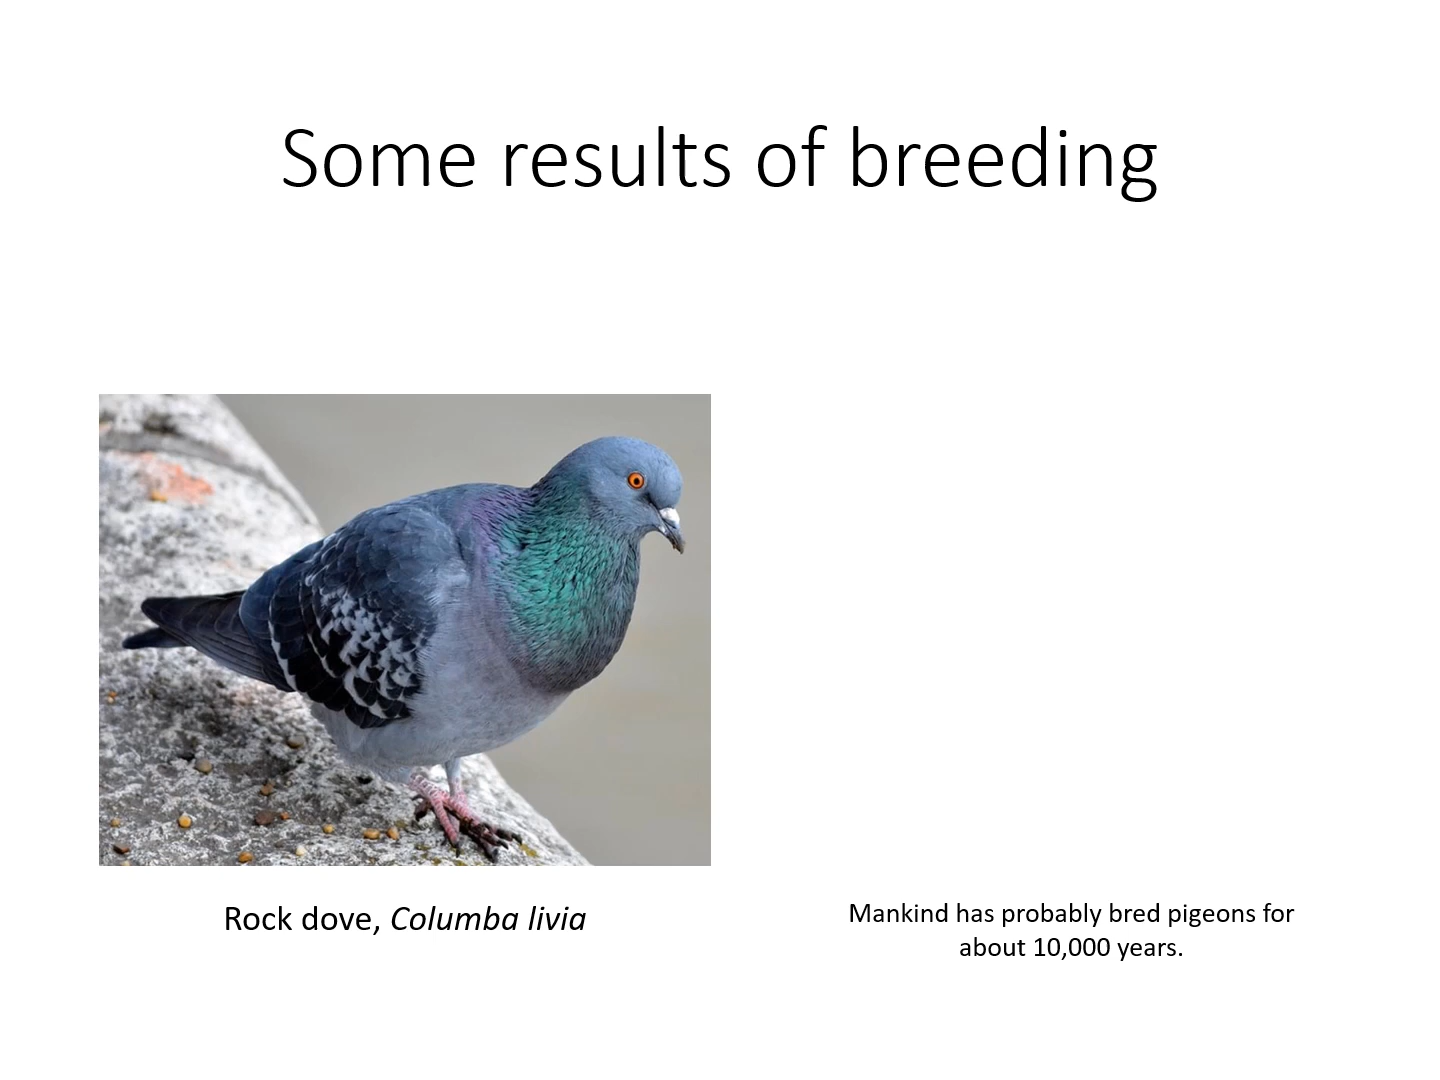 Some results of breeding
Rock dove, Columba livia
Mankind has probably bred pigeons for
about 10,000 years.